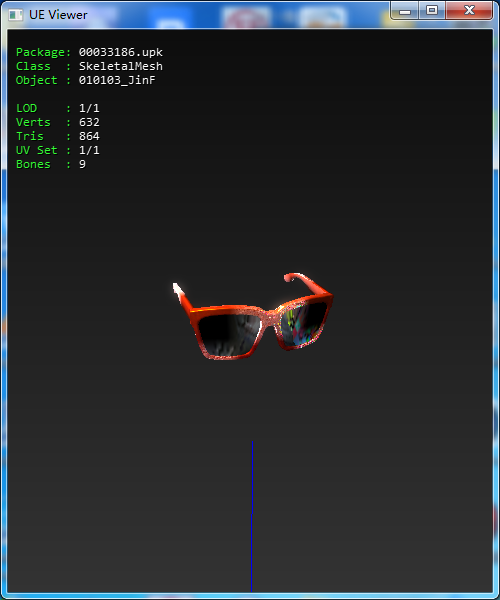 UE Viewer
Package: 00033186.upk
Class : SkeletalMesh
Object : 010103_JinF
LOD : 1/1
Verts : 632
Tris : 864
UV Set : 1/1
Bones : 9